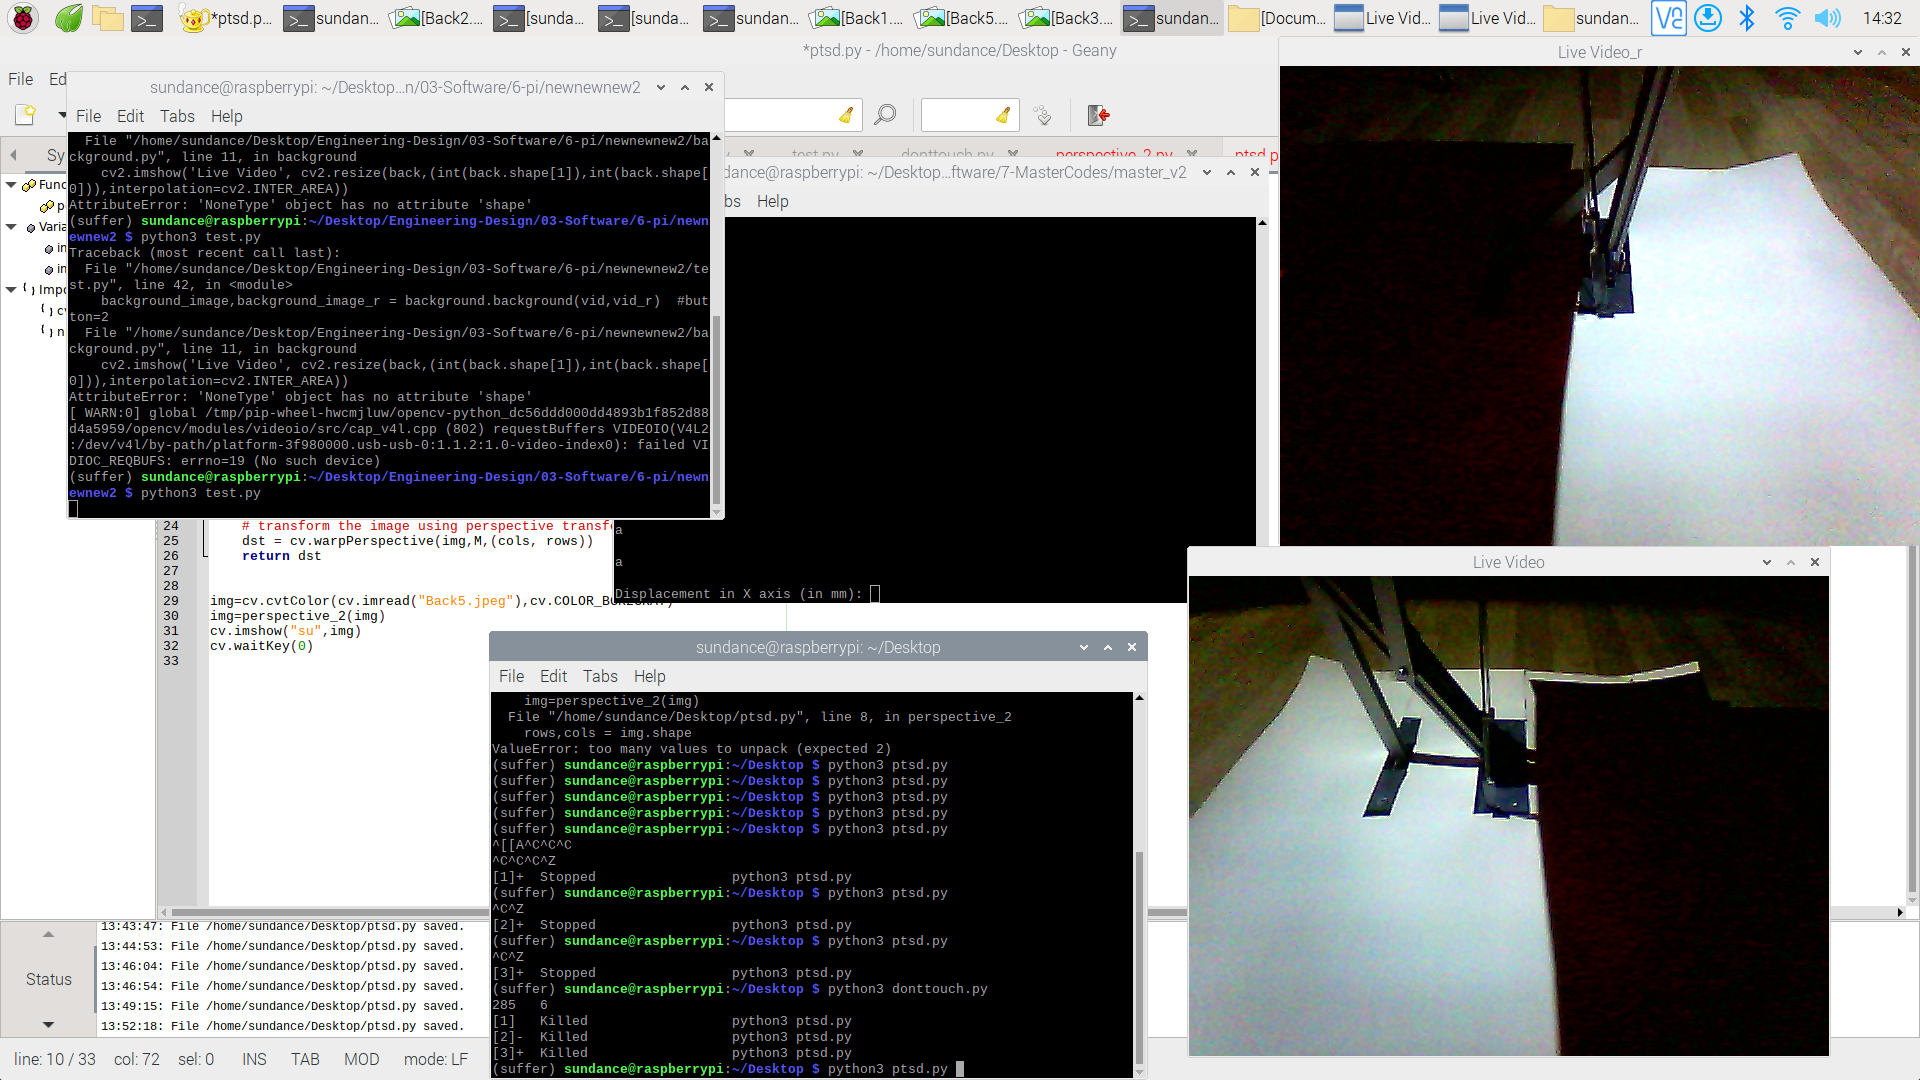 *ptsd.p...
sundan...
[Back2....
[sunda...
[sunda...
sundan...
[Back1....
[Back5....
[Back3....
sundan...
[Docum...
Live Vid...
Live Vid...
sundan...
14:32
*ptsd.py - /home/sundance/Desktop - Geany
Live Video_r
File Ed
sundance@raspberrypi: ~/Desktop...n/03-Software/6-pi/newnewnew2
File Edit Tabs Help
File "/home/sundance/Desktop/Engineering-Design/03-Software/6-pi/newnewnew2/ba
ckground.py", line 11, in background
cv2.imshow('Live Video', cv2.resize(back,(int(back.shape[1]),int(back.shape[
0])),interpolation=cv2.INTER_AREA))
AttributeError: 'NoneType' object has no attribute 'shape'
(suffer) sundance@raspberrypi:~/Desktop/Engineering-Design/03-Software/6-pi/newn
ewnew2 $ python3 test.py
Traceback (most recent call last):
File "/home/sundance/Desktop/Engineering-Design/03-Software/6-pi/newnewnew2/te
st.py", line 42, in <module>
background_image,background_image_r = background.background(vid,vid_r)  #but
ton=2
File "/home/sundance/Desktop/Engineering-Design/03-Software/6-pi/newnewnew2/ba
ckground.py", line 11, in background
cv2.imshow('Live Video', cv2.resize(back,(int(back.shape[1]),int(back.shape[
0])),interpolation=cv2.INTER_AREA))
AttributeError: 'NoneType' object has no attribute 'shape'
[ WARN:0] global /tmp/pip-wheel-hwcmjluw/opencv-python_dc56ddd000dd4893b1f852d88
d4a5959/opencv/modules/videoio/src/cap_v4l.cpp (802) requestBuffers VIDEOIO(V4L2
:/dev/v4l/by-path/platform-3f980000.usb-usb-0:1.1.2:1.0-video-index0): failed VI
DIOC_REQBUFS: errno=19 (No such device)
(suffer) sundance@raspberrypi:~/Desktop/Engineering-Design/03-Software/6-pi/newn
ewnew2 $ python3 test.py
Sy
Func
p
Varia
in
in
Impo
c
n
test.py
donttouch.py
perspective_2.py
ptsd.p
dance@raspberrypi: ~/Desktop...ftware/7-MasterCodes/master_v2
bs Help
a
a
Displacement in X axis (in mm):
24 # transform the image using perspective transf
25 dst = cv.warpPerspective(img,M,(cols, rows))
26 return dst
27
28
29 img=cv.cvtColor(cv.imread("Back5.jpeg"),cv.COLOR_BGR2GRAY)
30 img=perspective_2(img)
31 cv.imshow("su",img)
32 cv.waitKey(0)
33
Live Video
sundance@raspberrypi: ~/Desktop
File Edit Tabs Help
img=perspective_2(img)
File "/home/sundance/Desktop/ptsd.py", line 8, in perspective_2
rows,cols = img.shape
ValueError: too many values to unpack (expected 2)
(suffer) sundance@raspberrypi:~/Desktop $ python3 ptsd.py
(suffer) sundance@raspberrypi:~/Desktop $ python3 ptsd.py
(suffer) sundance@raspberrypi:~/Desktop $ python3 ptsd.py
(suffer) sundance@raspberrypi:~/Desktop $ python3 ptsd.py
(suffer) sundance@raspberrypi:~/Desktop $ python3 ptsd.py
^[[A^C^C^C
^C^C^C^Z
[1]+  Stopped                 python3 ptsd.py
(suffer) sundance@raspberrypi:~/Desktop $ python3 ptsd.py
^C^Z
[2]+  Stopped                 python3 ptsd.py
(suffer) sundance@raspberrypi:~/Desktop $ python3 ptsd.py
^C^Z
[3]+  Stopped                 python3 ptsd.py
(suffer) sundance@raspberrypi:~/Desktop $ python3 donttouch.py
285   6
[1]   Killed                  python3 ptsd.py
[2]-  Killed                  python3 ptsd.py
[3]+  Killed                  python3 ptsd.py
(suffer) sundance@raspberrypi:~/Desktop $ python3 ptsd.py
Status
13:43:47: File /home/sundance/Desktop/ptsd.py saved.
13:44:53: File /home/sundance/Desktop/ptsd.py saved.
13:46:04: File /home/sundance/Desktop/ptsd.py saved.
13:46:54: File /home/sundance/Desktop/ptsd.py saved.
13:49:15: File /home/sundance/Desktop/ptsd.py saved.
13:52:18: File /home/sundance/Desktop/ptsd.py saved.
line: 10 / 33 col: 72 sel: 0 INS TAB MOD mode: LF